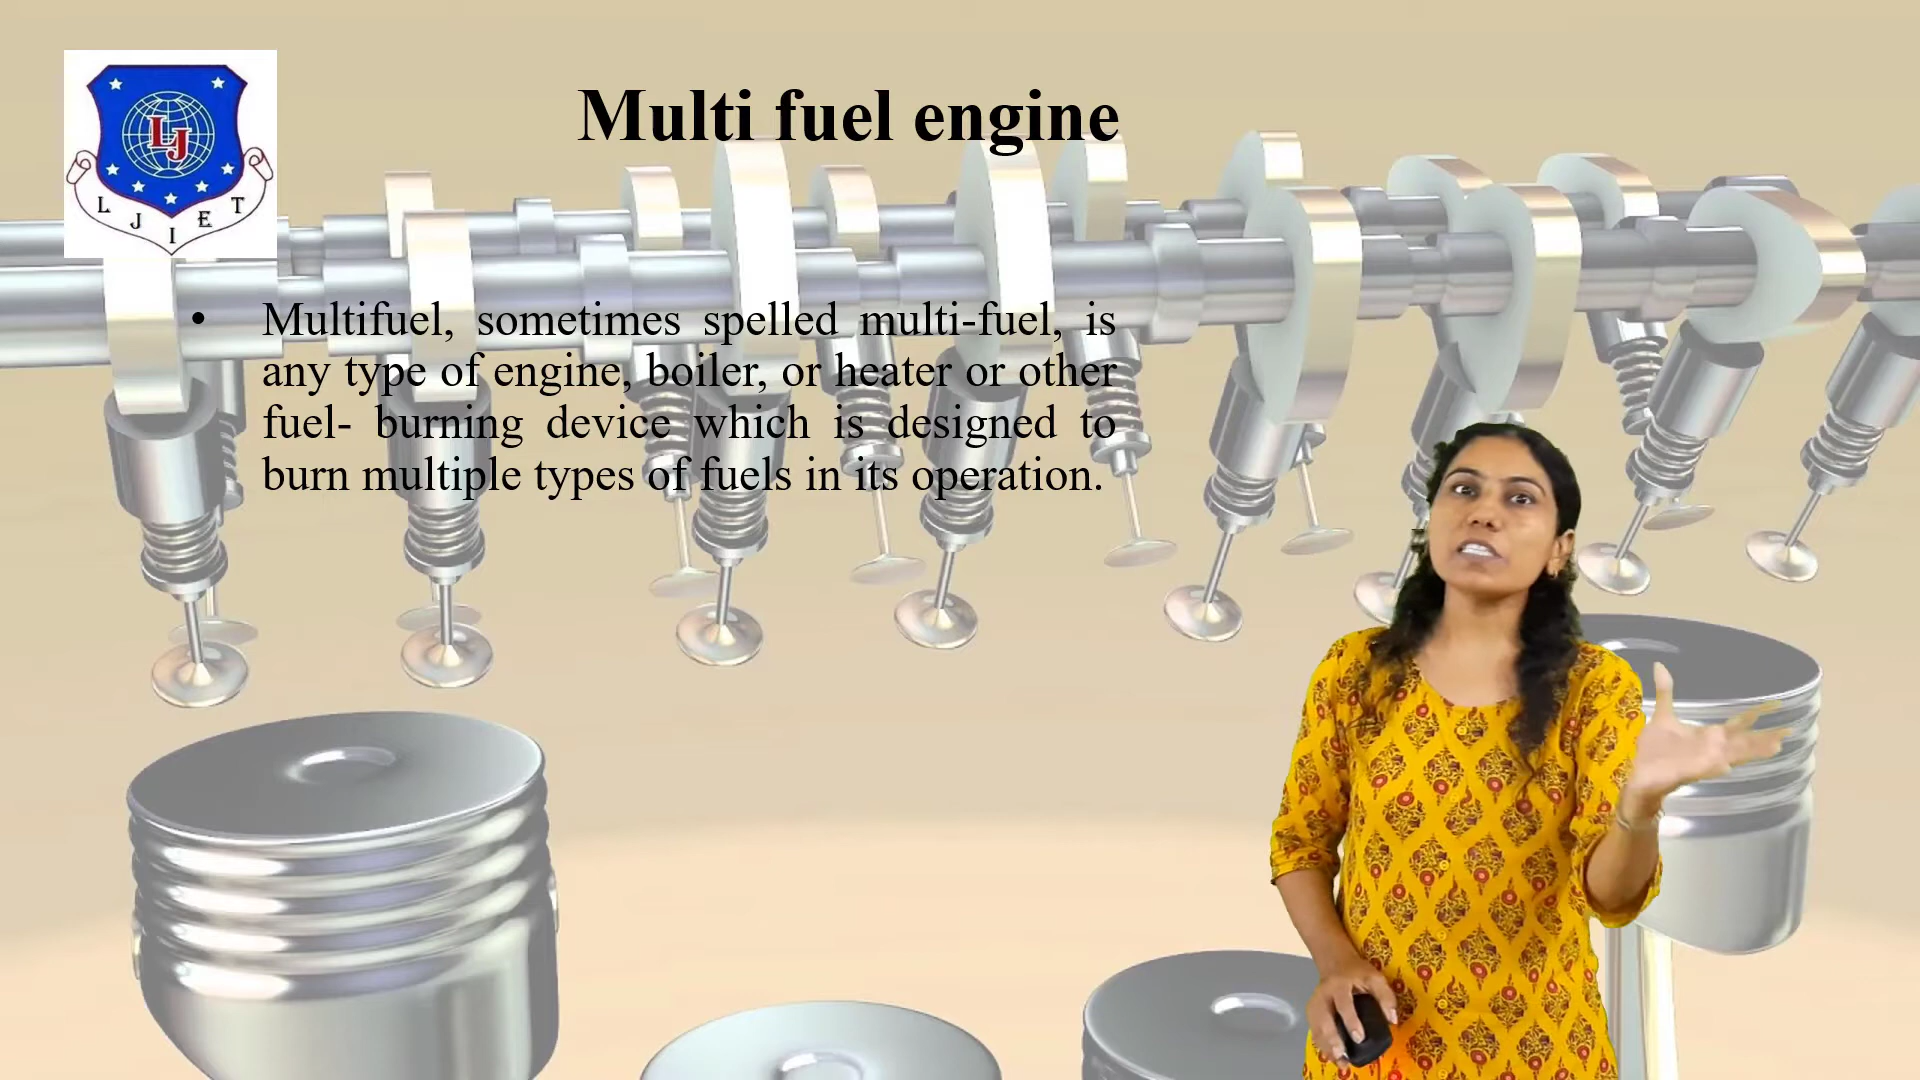 LJ
L J I E T
Multi fuel engine
• Multifuel, sometimes spelled multi-fuel, is
any type of engine, boiler, or heater or other
fuel- burning device which is designed to
burn multiple types of fuels in its operation.